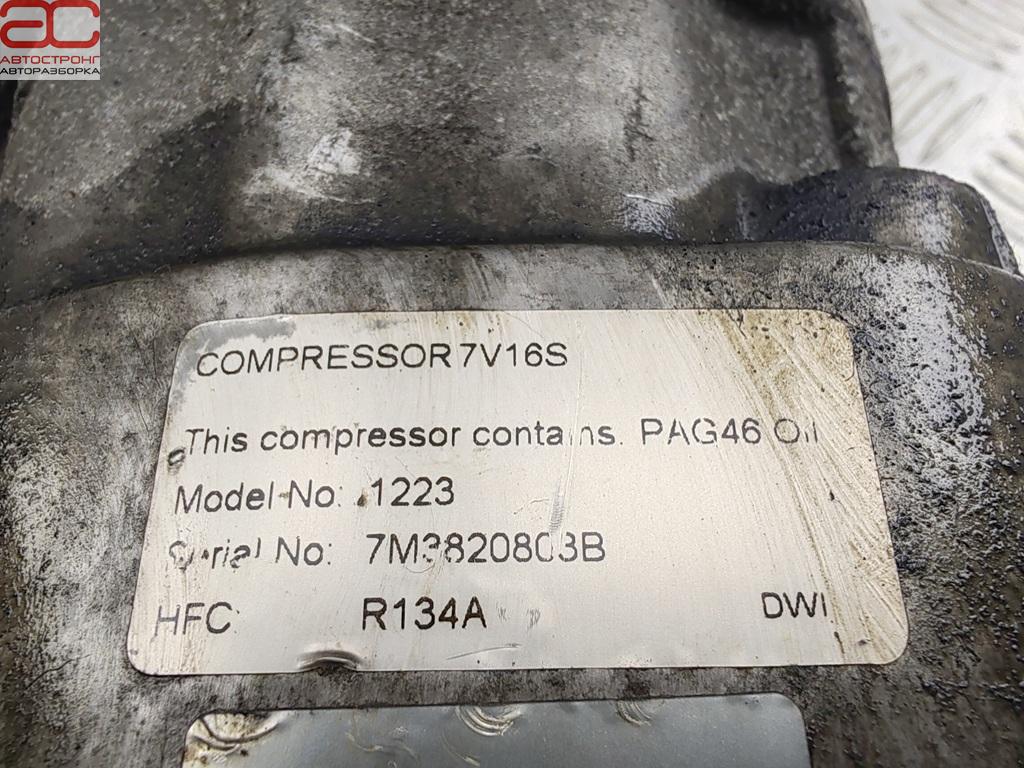 ac
АВТОСТРОНГ
АВТОРАЗБОРКА
COMPRESSOR 7V16S
This compressor contains. PAG46 Oil
Model No: 1223
Serial No: 7M3820803B
HFC: R134A DWI